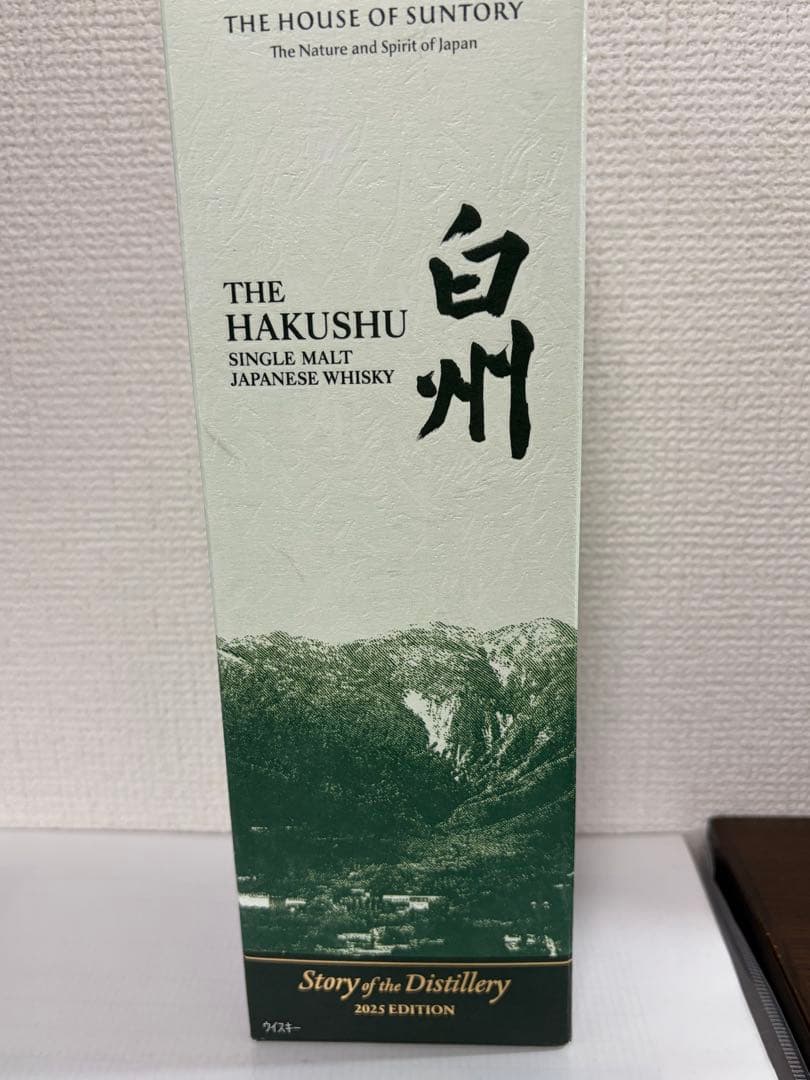 THE HOUSE OF SUNTORY
The Nature and Spirit of Japan
白州
THE
HAKUSHU
SINGLE MALT
JAPANESE WHISKY
Story of the Distillery
2025 EDITION
ウイスキー